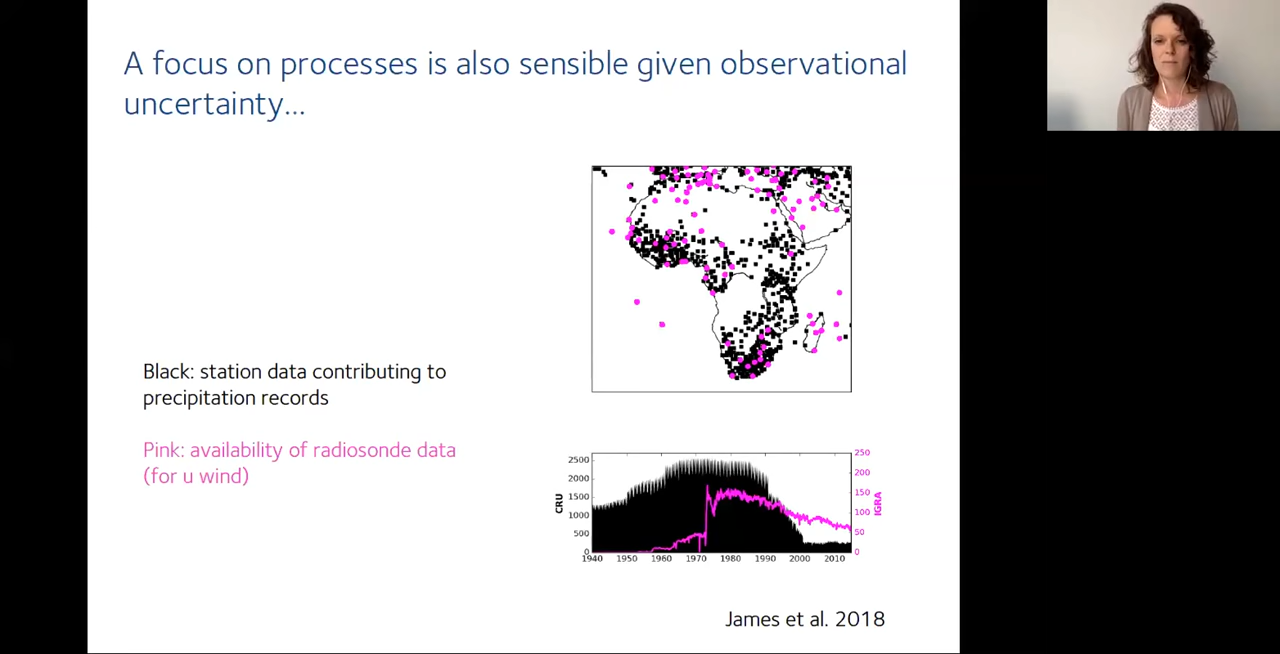 A focus on processes is also sensible given observational
uncertainty...
Black: station data contributing to
precipitation records
Pink: availability of radiosonde data
(for u wind)
2500
2000
1500
1000
500
0
CRU
250
200
150
100
50
0
IGRA
1940 1950 1960 1970 1980 1990 2000 2010
James et al. 2018